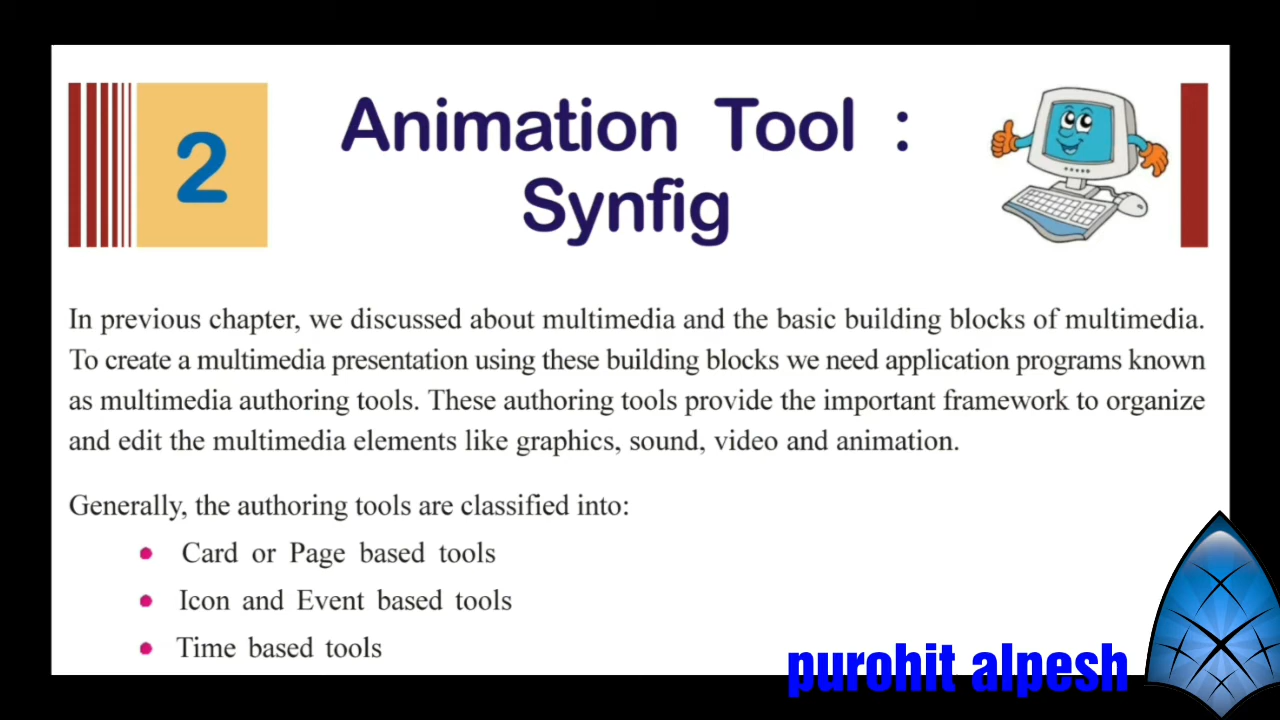 2
Animation Tool :
Synfig
In previous chapter, we discussed about multimedia and the basic building blocks of multimedia.
To create a multimedia presentation using these building blocks we need application programs known
as multimedia authoring tools. These authoring tools provide the important framework to organize
and edit the multimedia elements like graphics, sound, video and animation.
Generally, the authoring tools are classified into:
• Card or Page based tools
• Icon and Event based tools
• Time based tools
purohit alpesh